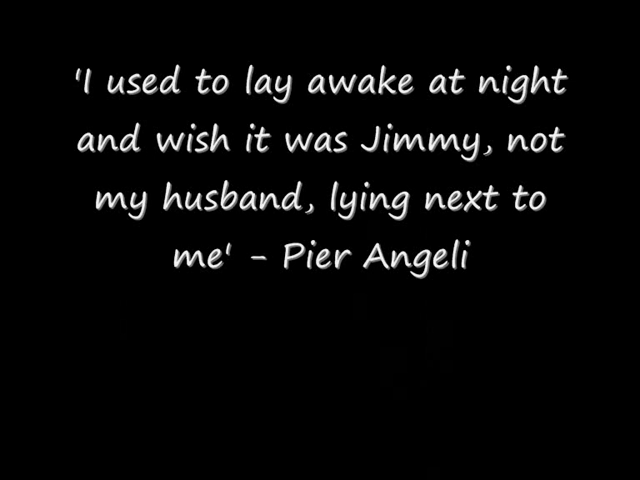 'I used to lay awake at night
and wish it was Jimmy, not
my husband, lying next to
me' - Pier Angeli